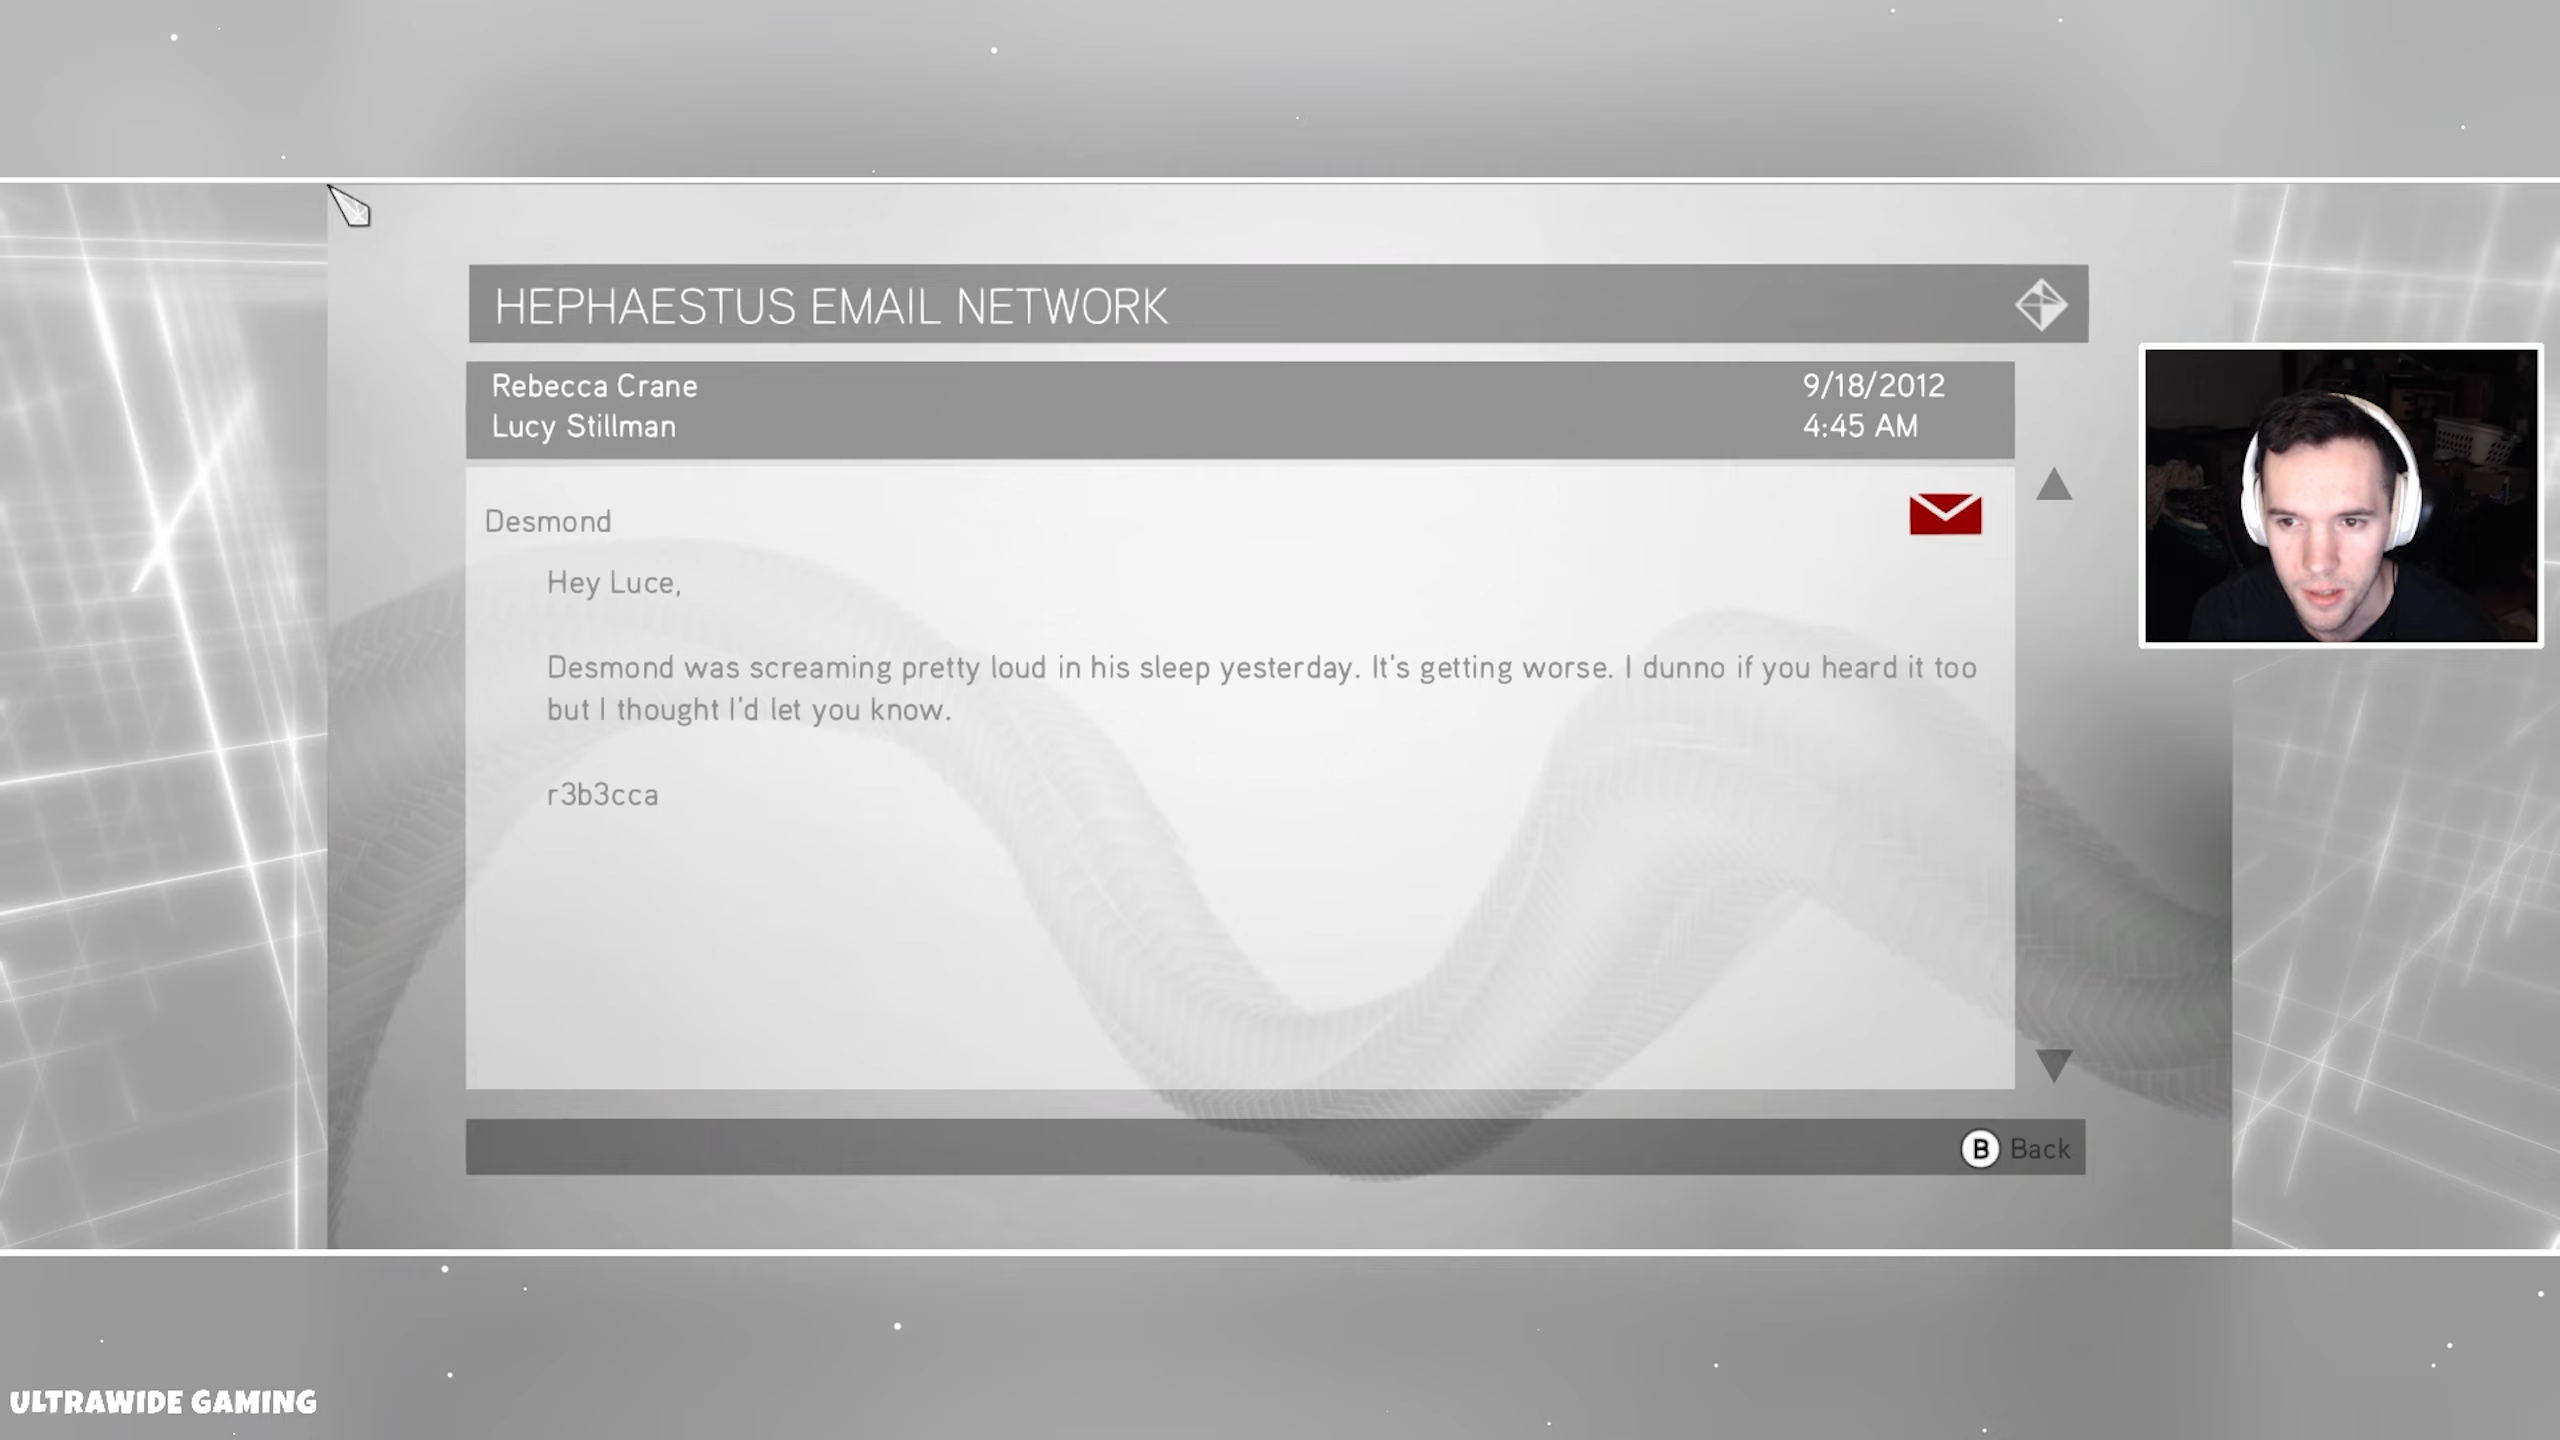 HEPHAESTUS EMAIL NETWORK
Rebecca Crane
9/18/2012
Lucy Stillman
4:45 AM
Desmond
Hey Luce,
Desmond was screaming pretty loud in his sleep yesterday. It's getting worse. I dunno if you heard it too
but I thought I'd let you know.
r3b3cca
B Back
ULTRAWIDE GAMING